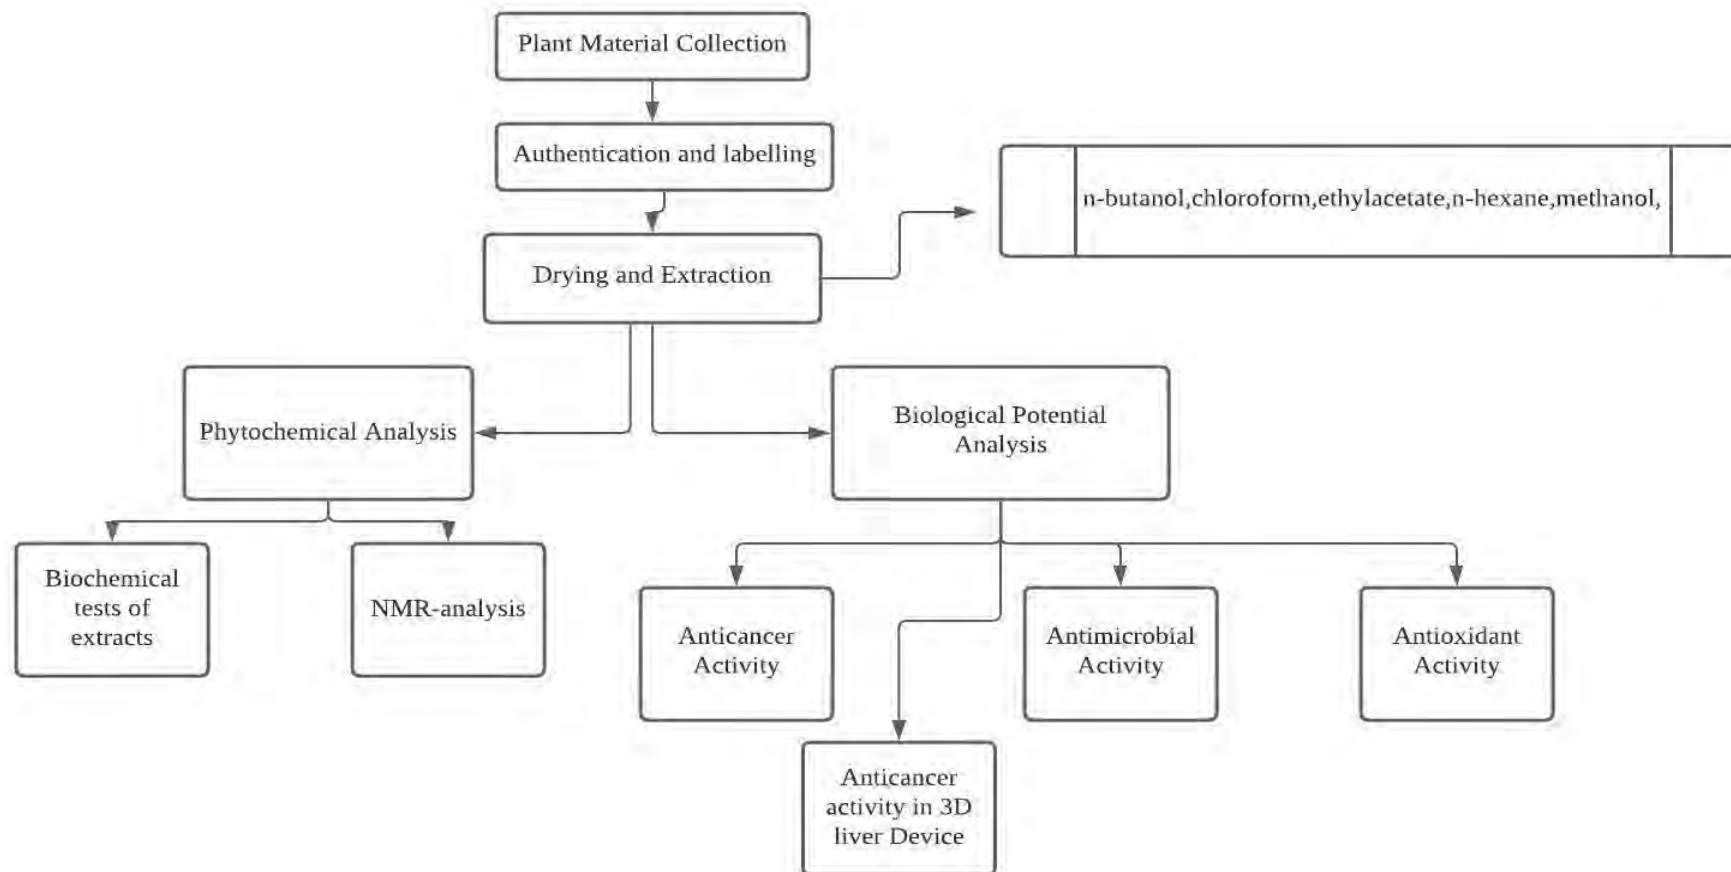 Plant Material Collection
Authentication and labelling
n-butanol,chloroform,ethylacetate,n-hexane,methanol,
Drying and Extraction
Phytochemical Analysis
Biological Potential
Analysis
Biochemical
tests of
extracts
NMR-analysis
Anticancer
Activity
Antimicrobial
Activity
Antioxidant
Activity
Anticancer
activity in 3D
liver Device